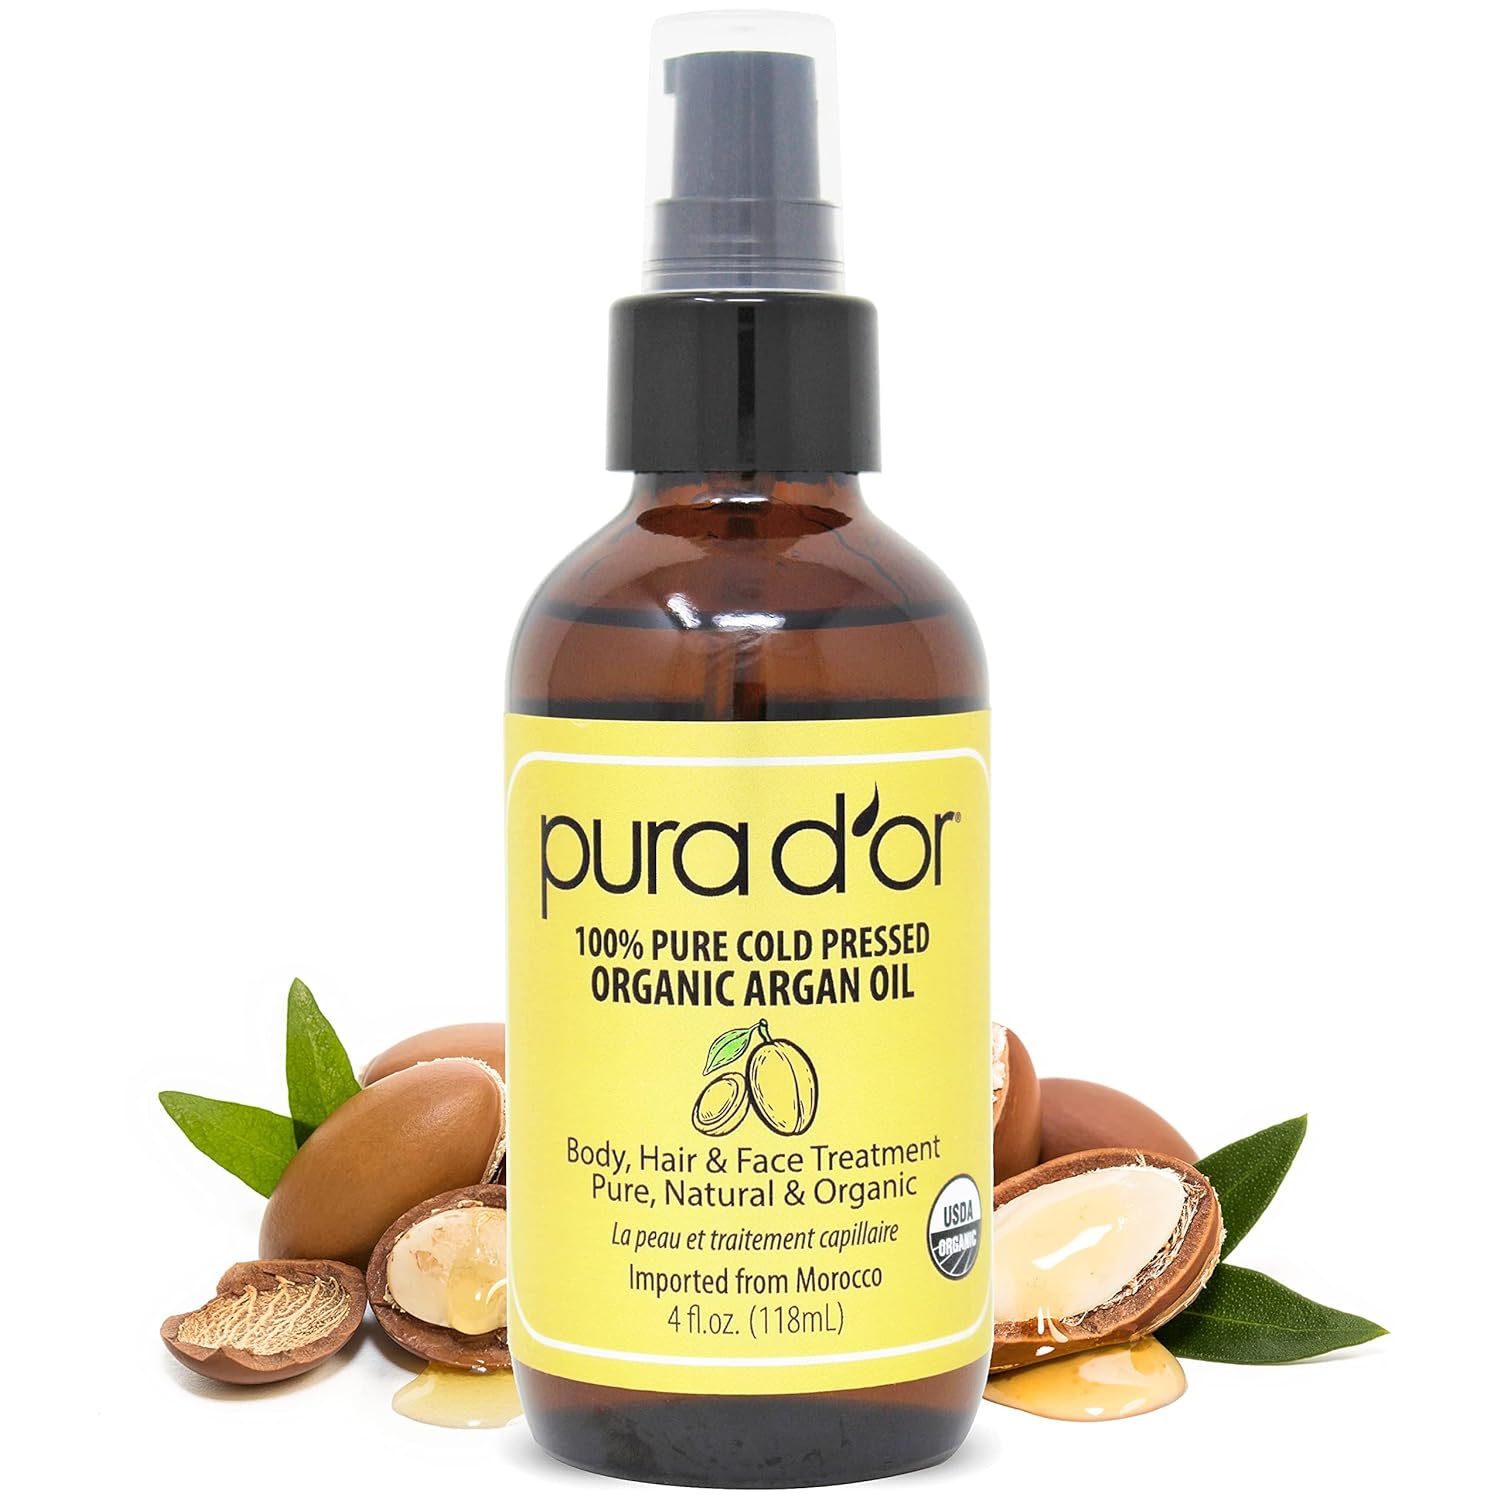 pura d'or®
100% PURE COLD PRESSED
ORGANIC ARGAN OIL
Body, Hair & Face Treatment
Pure, Natural & Organic
USDA
ORGANIC
La peau et traitement capillaire
Imported from Morocco
4 fl.oz. (118mL)